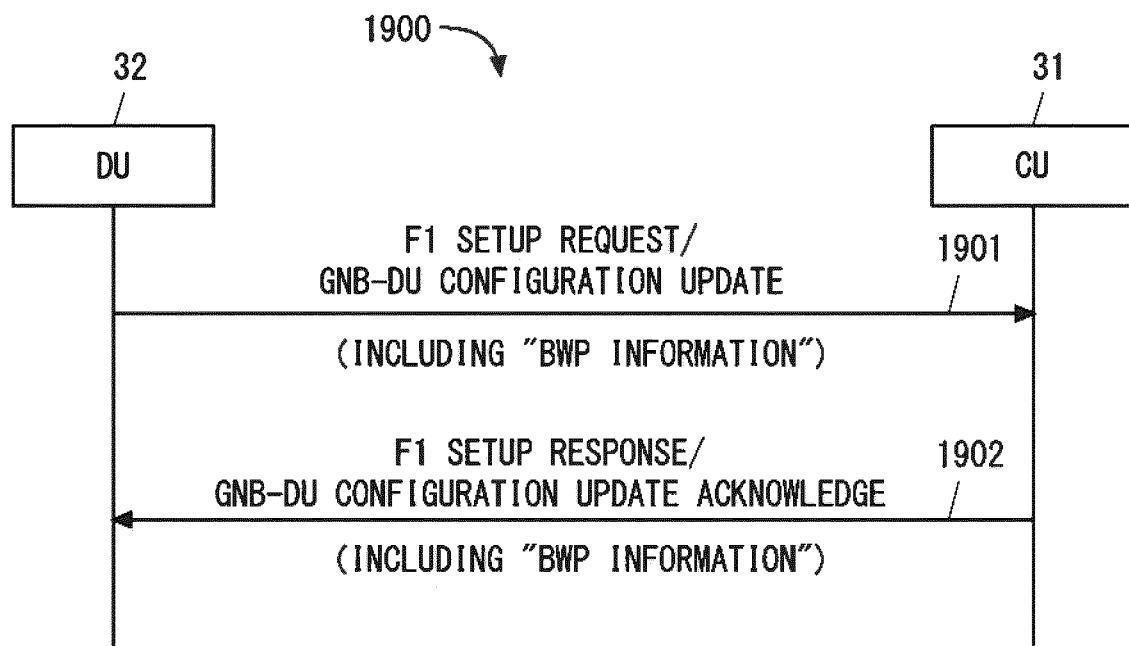 1900
32
31
DU
CU
F1 SETUP REQUEST/
GNB-DU CONFIGURATION UPDATE
1901
(INCLUDING "BWP INFORMATION")
F1 SETUP RESPONSE/
GNB-DU CONFIGURATION UPDATE ACKNOWLEDGE
1902
(INCLUDING "BWP INFORMATION")